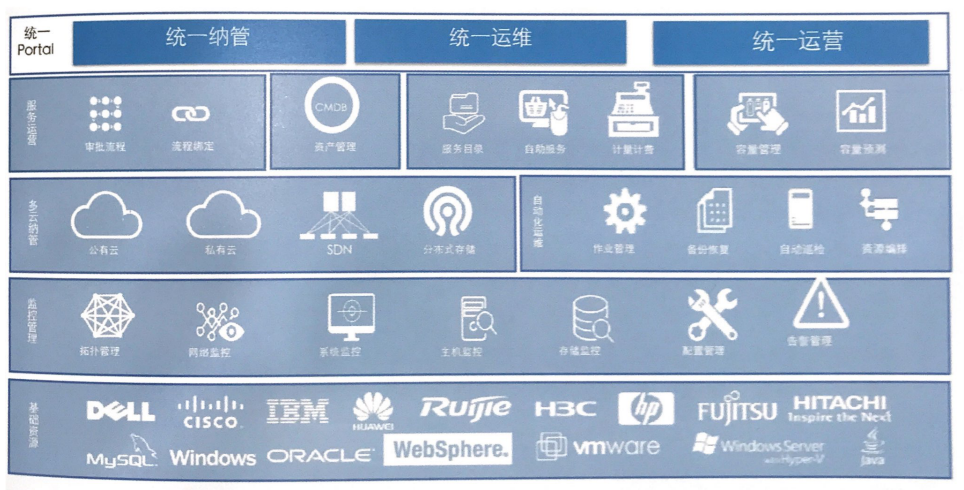 统一
Portal
统一纳管
统一运维
统一运营
服务运营
审批流程
流程绑定
CMDB
资产管理
服务目录
自动服务
计量计费
容量管理
容量预测
多云纳管
公有云
私有云
SDN
分布式存储
自动化运维
作业管理
备份恢复
自动巡检
资源编排
监控管理
拓扑管理
网络监控
系统监控
主机监控
存储监控
配置管理
告警管理
基础资源
DELL
CISCO
IBM
HUAWEI
Ruijie
H3C
hp
FUJITSU
HITACHI
Inspire the Next
MySQL
Windows
ORACLE
WebSphere.
vmware
Windows Server
with Hyper-V
Java